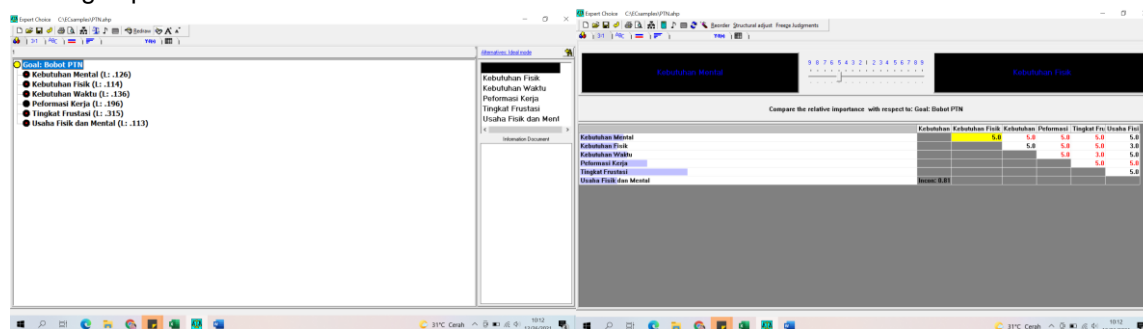 Expert Choice C:\ECsamples\PTN.ahp
Redraw
Goal: Bobot PTN
Kebutuhan Mental (L: .126)
Kebutuhan Fisik (L: .114)
Kebutuhan Waktu (L: .136)
Peformasi Kerja (L: .196)
Tingkat Frustasi (L: .315)
Usaha Fisik dan Mental (L: .113)
Alternatives: Ideal mode
Kebutuhan Fisik
Kebutuhan Waktu
Peformasi Kerja
Tingkat Frustasi
Usaha Fisik dan Ment
Information Document
31°C Cerah
10:12
Expert Choice C:\ECsamples\PTN.ahp
Reorder Structural adjust Freeze Judgments
Kebutuhan Mental
9 8 7 6 5 4 3 2 1 2 3 4 5 6 7 8 9
Kebutuhan Fisik
Compare the relative importance with respect to: Goal: Bobot PTN
Kebutuhan Kebutuhan Fisik Kebutuhan Peformasi Tingkat Fru Usaha Fisi
Kebutuhan Mental 5.0 5.0 5.0 5.0 5.0
Kebutuhan Fisik 5.0 5.0 5.0 3.0
Kebutuhan Waktu 5.0 3.0 5.0
Peformasi Kerja 5.0 5.0
Tingkat Frustasi 5.0
Usaha Fisik dan Mental Incon: 0.81
31°C Cerah
10:12